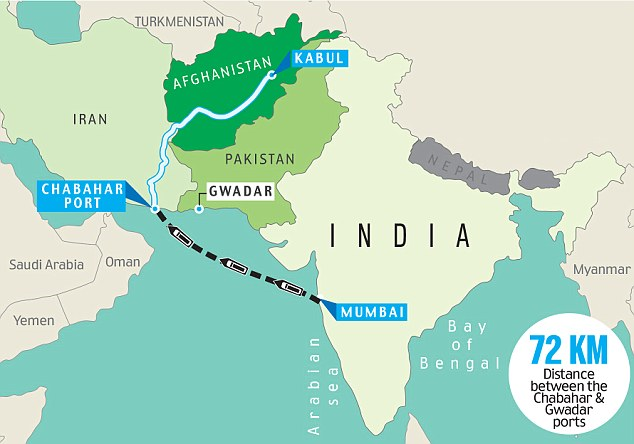 TURKMENISTAN
AFGHANISTAN
KABUL
IRAN
PAKISTAN
NEPAL
CHABAHAR
PORT
GWADAR
INDIA
Saudi Arabia
Oman
Myanmar
MUMBAI
Yemen
Arabian
sea
Bay
of
Bengal
72 KM
Distance
between the
Chabahar &
Gwadar
ports